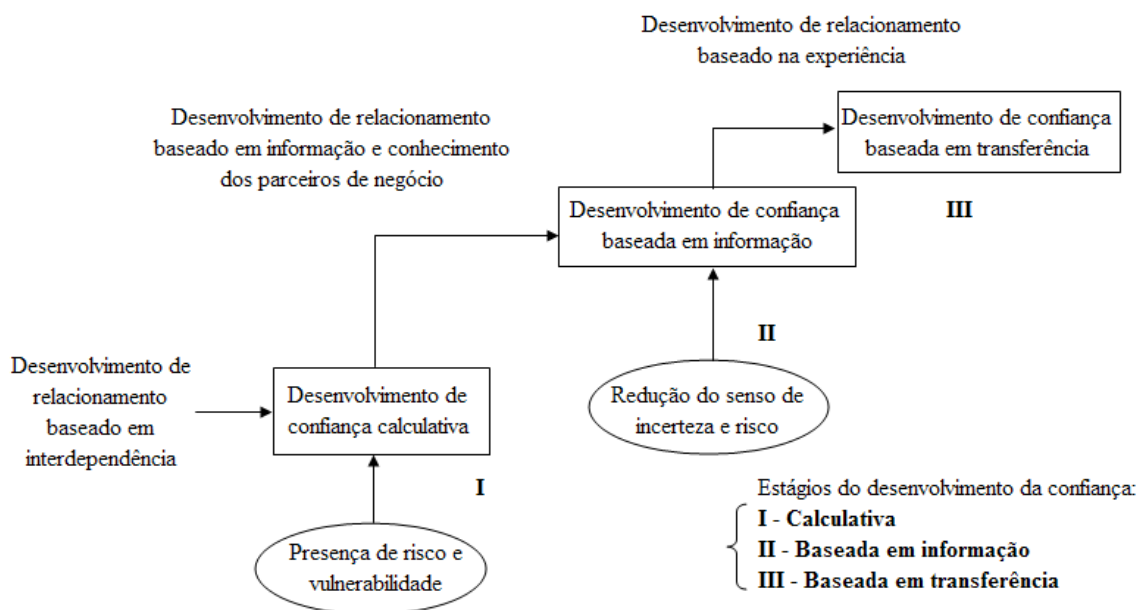 Desenvolvimento de relacionamento
baseado na experiência
Desenvolvimento de confiança
baseada em transferência
III
Desenvolvimento de relacionamento
baseado em informação e conhecimento
dos parceiros de negócio
Desenvolvimento de confiança
baseada em informação
II
Redução do senso de
incerteza e risco
Desenvolvimento de
relacionamento
baseado em
interdependência
Desenvolvimento de
confiança calculativa
I
Presença de risco e
vulnerabilidade
Estágios do desenvolvimento da confiança:
I - Calculativa
II - Baseada em informação
III - Baseada em transferência